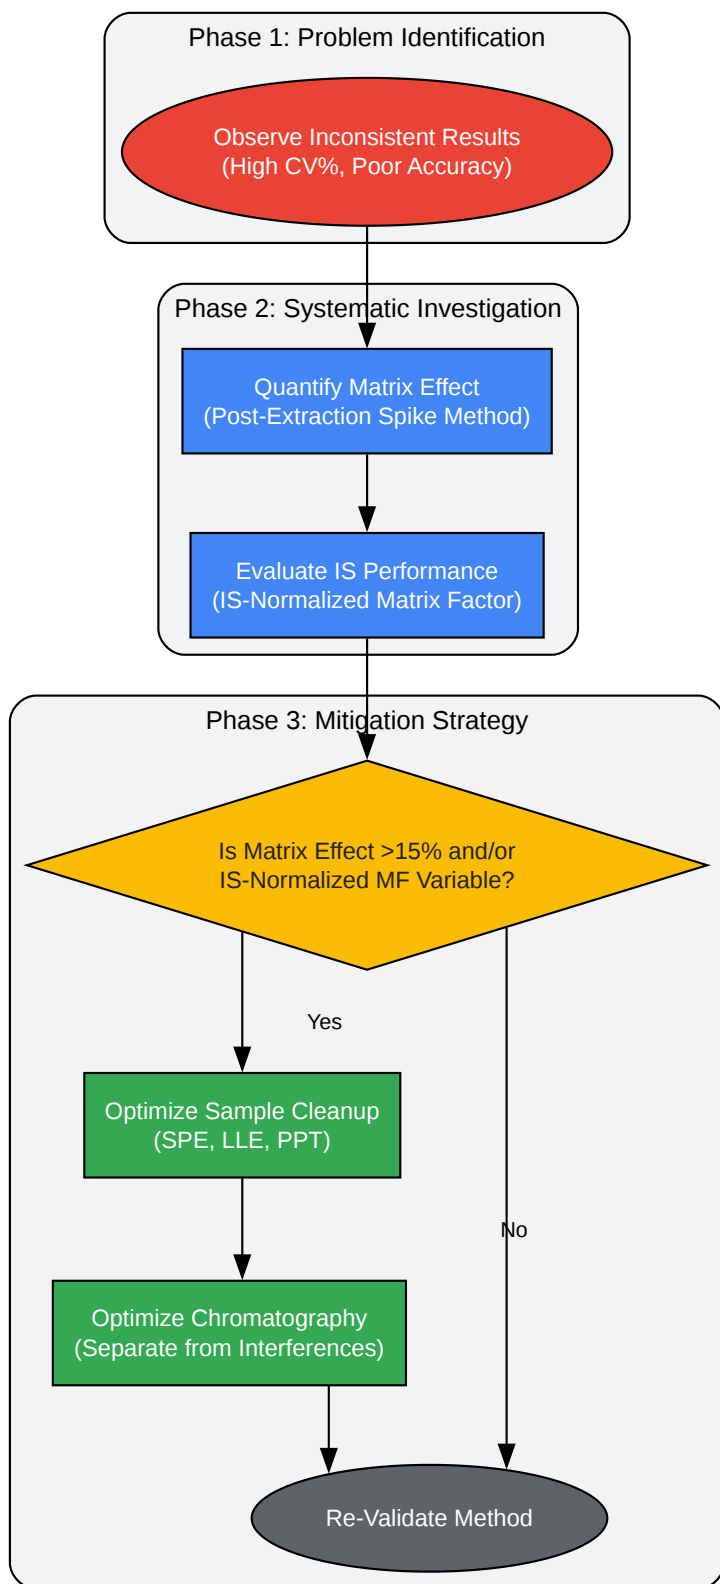 Phase 1: Problem Identification
Observe Inconsistent Results
(High CV%, Poor Accuracy)
Phase 2: Systematic Investigation
Quantify Matrix Effect
(Post-Extraction Spike Method)
Evaluate IS Performance
(IS-Normalized Matrix Factor)
Phase 3: Mitigation Strategy
Is Matrix Effect >15% and/or
IS-Normalized MF Variable?
Yes
Optimize Sample Cleanup
(SPE, LLE, PPT)
No
Optimize Chromatography
(Separate from Interferences)
Re-Validate Method